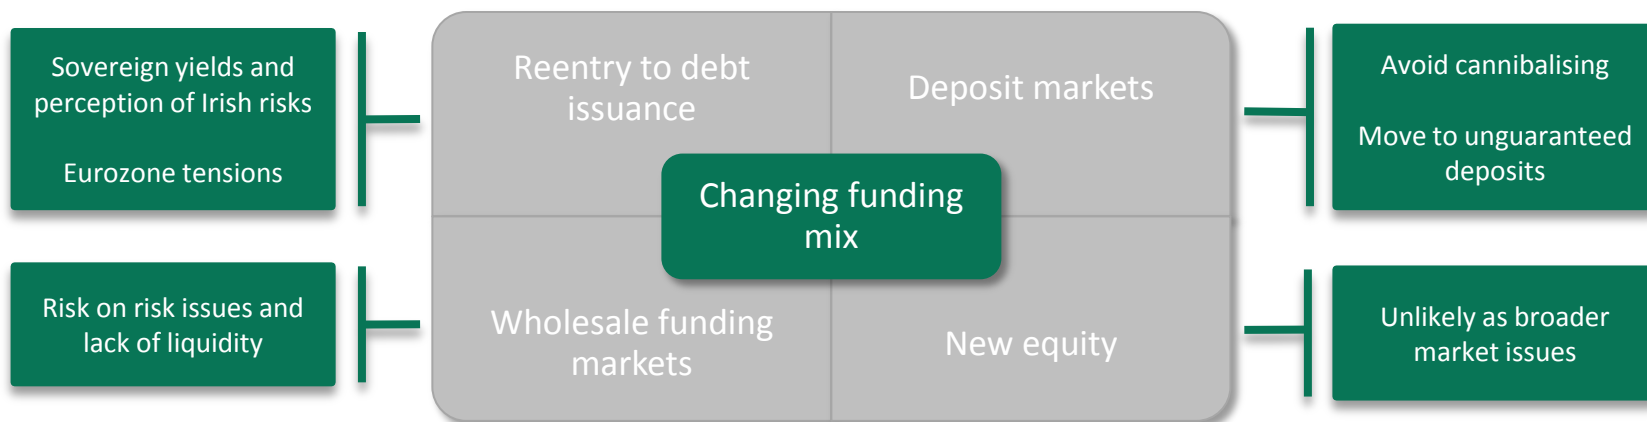 Sovereign yields and
perception of Irish risks
Eurozone tensions
Reentry to debt
issuance
Deposit markets
Avoid cannibalising
Move to unguaranteed
deposits
Changing funding
mix
Risk on risk issues and
lack of liquidity
Wholesale funding
markets
New equity
Unlikely as broader
market issues